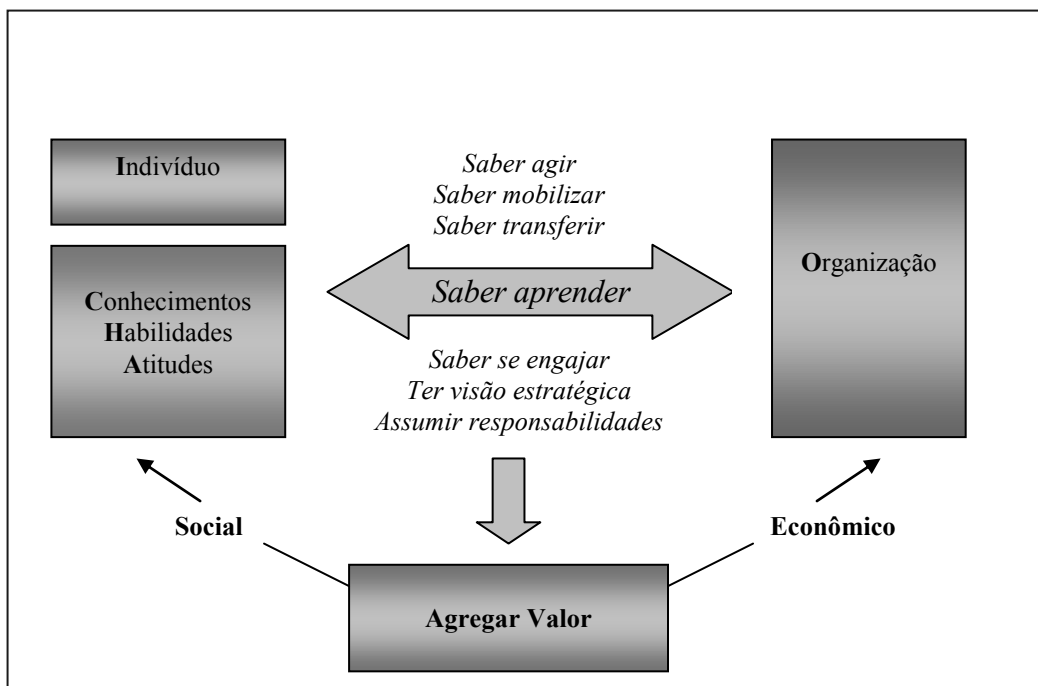 Indivíduo
Conhecimentos
Habilidades
Atitudes
Saber agir
Saber mobilizar
Saber transferir
Saber aprender
Saber se engajar
Ter visão estratégica
Assumir responsabilidades
Organização
Social
Econômico
Agregar Valor